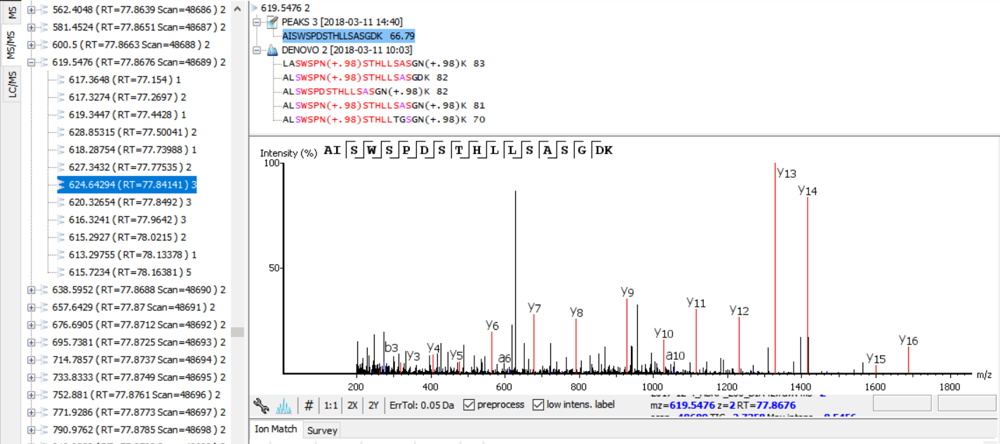 MS
MS/MS
LC/MS
562.4048 (RT=77.8639 Scan=48686) 2
581.4524 (RT=77.8651 Scan=48687) 2
600.5 (RT=77.8663 Scan=48688) 2
619.5476 (RT=77.8676 Scan=48689) 2
617.3648 (RT=77.154) 1
617.3274 (RT=77.2697) 2
619.3447 (RT=77.4428) 1
628.85315 (RT=77.50041) 2
618.28754 (RT=77.73988) 1
627.3432 (RT=77.77535) 2
624.64294 (RT=77.84141) 3
620.32654 (RT=77.8492) 3
616.3241 (RT=77.9642) 3
615.2927 (RT=78.0215) 2
613.29755 (RT=78.13378) 1
615.7234 (RT=78.16381) 5
638.5952 (RT=77.8688 Scan=48690) 2
657.6429 (RT=77.87 Scan=48691) 2
676.6905 (RT=77.8712 Scan=48692) 2
695.7381 (RT=77.8725 Scan=48693) 2
714.7857 (RT=77.8737 Scan=48694) 2
733.8333 (RT=77.8749 Scan=48695) 2
752.881 (RT=77.8761 Scan=48696) 2
771.9286 (RT=77.8773 Scan=48697) 2
790.9762 (RT=77.8785 Scan=48698) 2
619.5476 2
PEAKS 3 [2018-03-11 14:40]
AISWSPDSTHLLSASGDK 66.79
DENOVO 2 [2018-03-11 10:03]
LASWSPN(+.98)STHLLSASGN(+.98)K 83
ALSWSPN(+.98)STHLLSASGDK 82
ALSWSPDSTHLLSASGN(+.98)K 82
ALSWSPN(+.98)STHLLSASGN(+.98)K 81
ALSWSPN(+.98)STHLLTGSGN(+.98)K 70
Intensity (%) AI S W S P D S T H L L S A S G DK
100
50
b3 y3 y4 y5 y6 a6 y7 y8 y9 y10 a10 y11 y12 y13 y14 y15 y16
200 400 600 800 1000 1200 1400 1600 1800 m/z
# 1:1 2X 2Y ErrTol: 0.05 Da preprocess low intens. label
mz=619.5476 z=2 RT=77.8676
Ion Match Survey